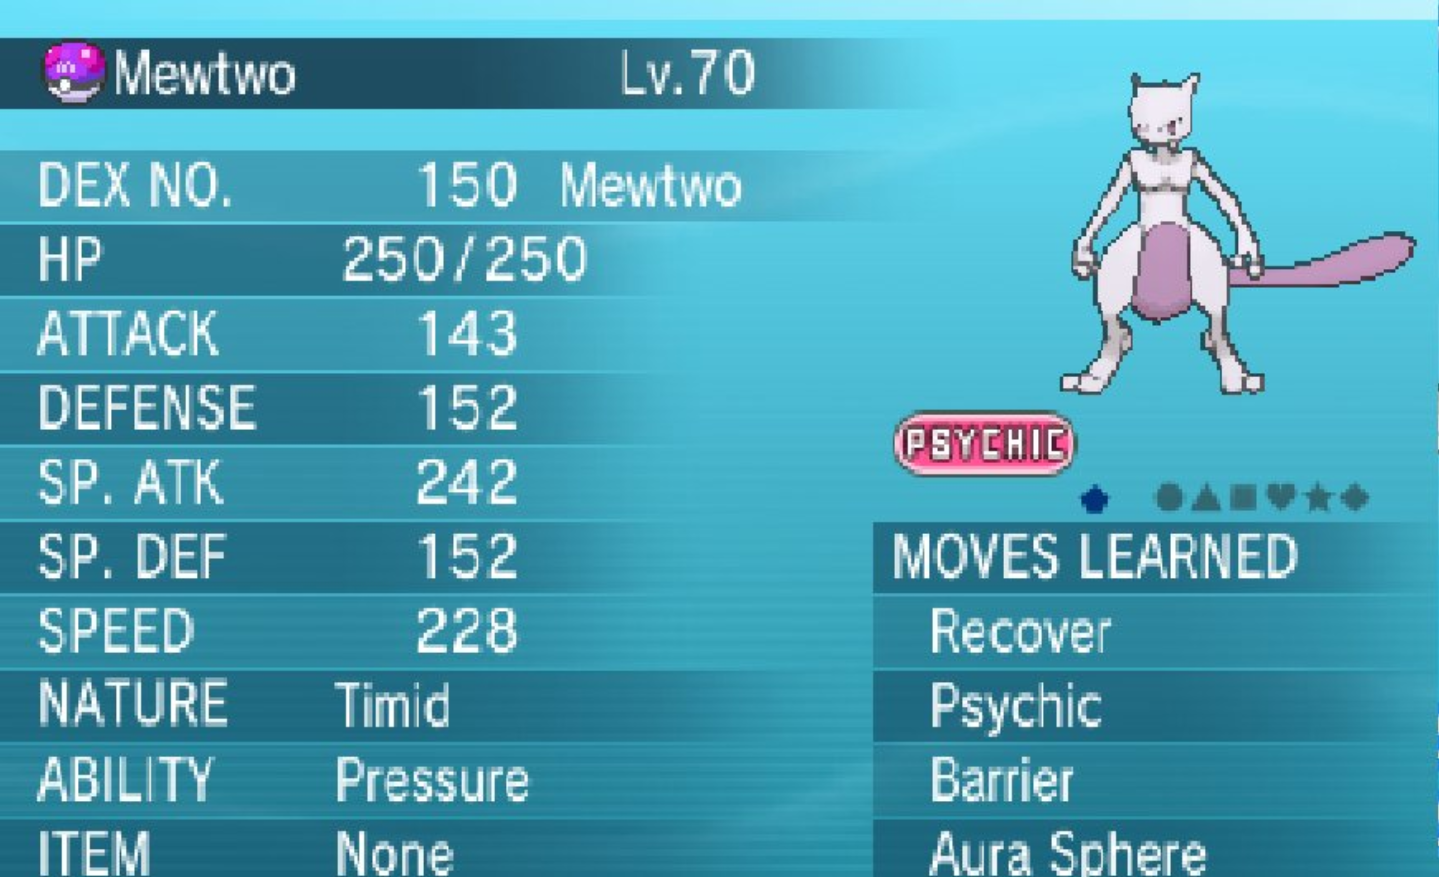 Mewtwo Lv.70
DEX NO. 150 Mewtwo
HP 250/250
ATTACK 143
DEFENSE 152
SP. ATK 242
SP. DEF 152
SPEED 228
NATURE Timid
ABILITY Pressure
ITEM None
PSYCHIC
MOVES LEARNED
Recover
Psychic
Barrier
Aura Sphere